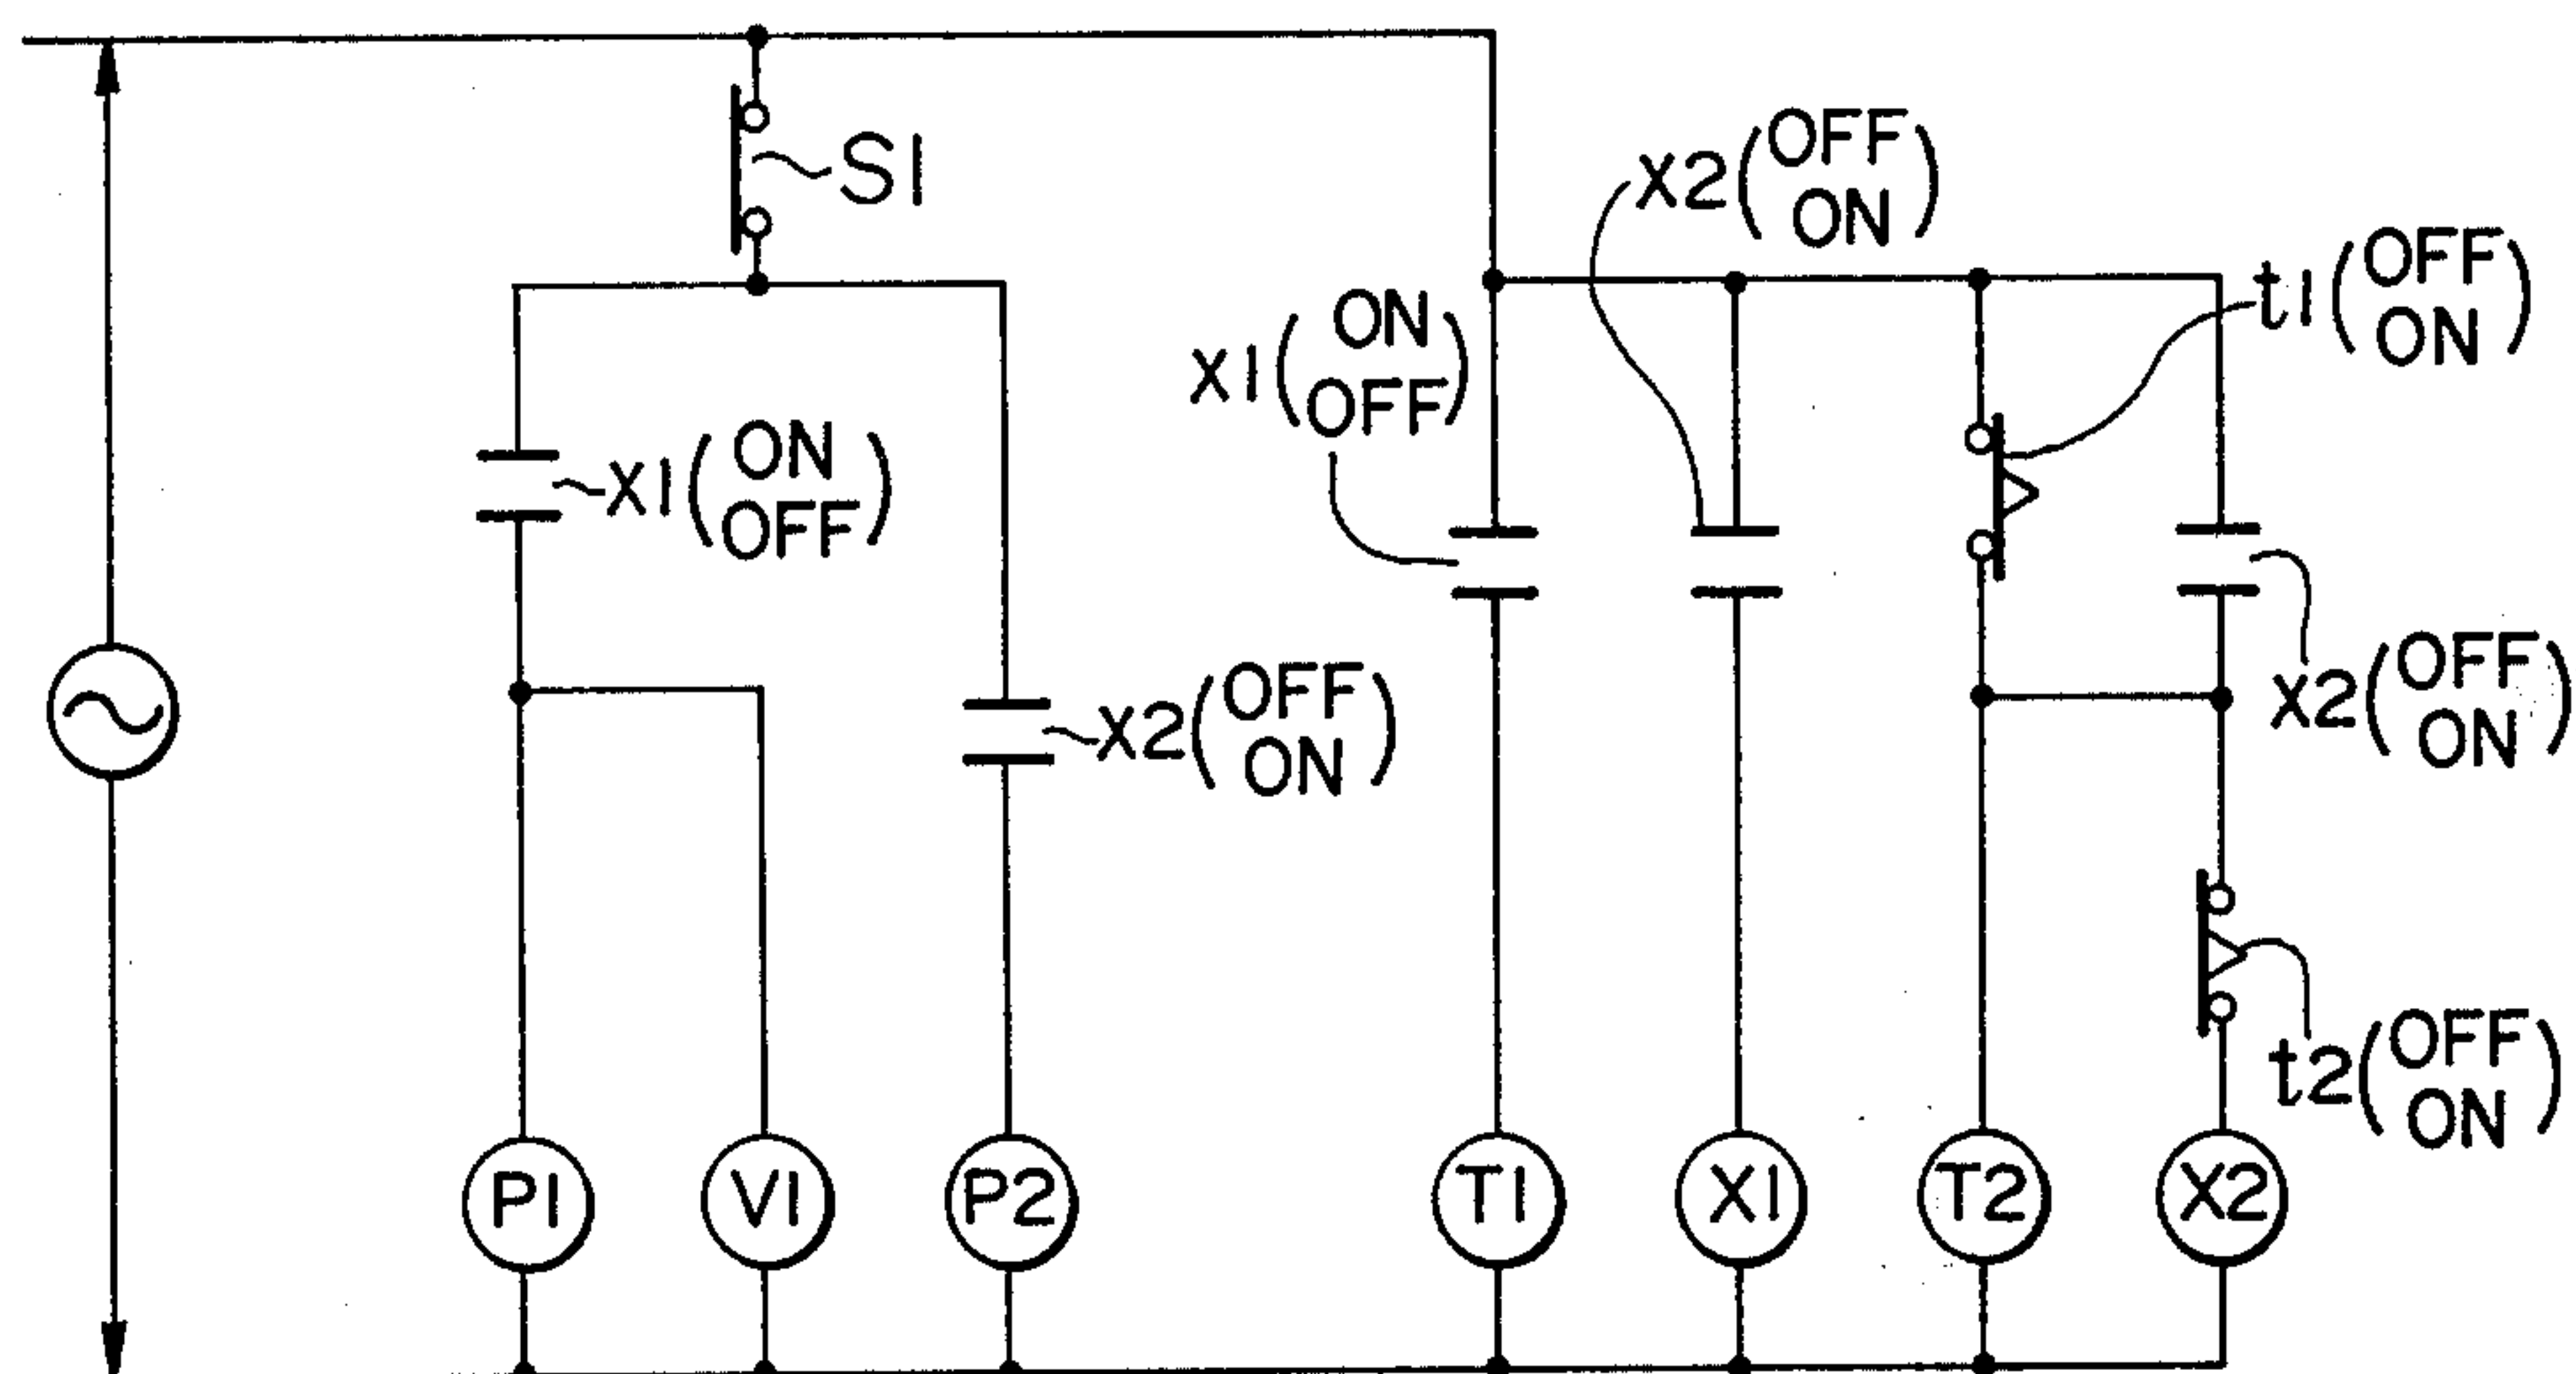 S1
X2(OFF
ON)
t1(OFF
ON)
X1(ON
OFF)
X1(ON
OFF)
X2(OFF
ON)
X2(OFF
ON)
t2(OFF
ON)
P1
V1
P2
T1
X1
T2
X2